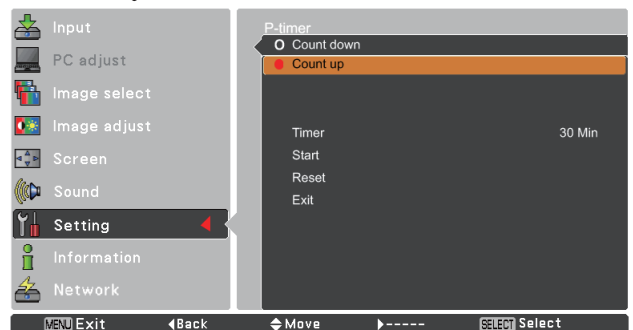 Input
PC adjust
Image select
Image adjust
Screen
Sound
Setting
Information
Network
P-timer
Count down
Count up
Timer 30 Min
Start
Reset
Exit
MENU Exit ◀Back ◆Move ▶----- SELECT Select